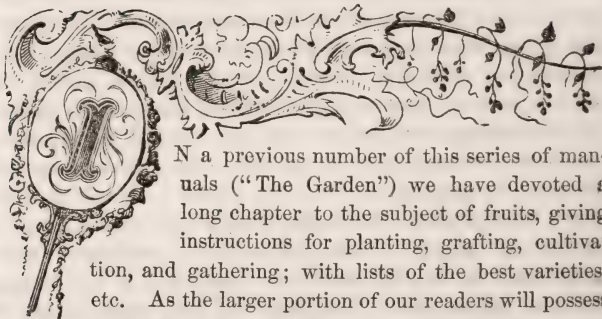 IN a previous number of this series of man-
uals ("The Garden") we have devoted a
long chapter to the subject of fruits, giving
instructions for planting, grafting, cultiva-
tion, and gathering; with lists of the best varieties
etc. As the larger portion of our readers will possess